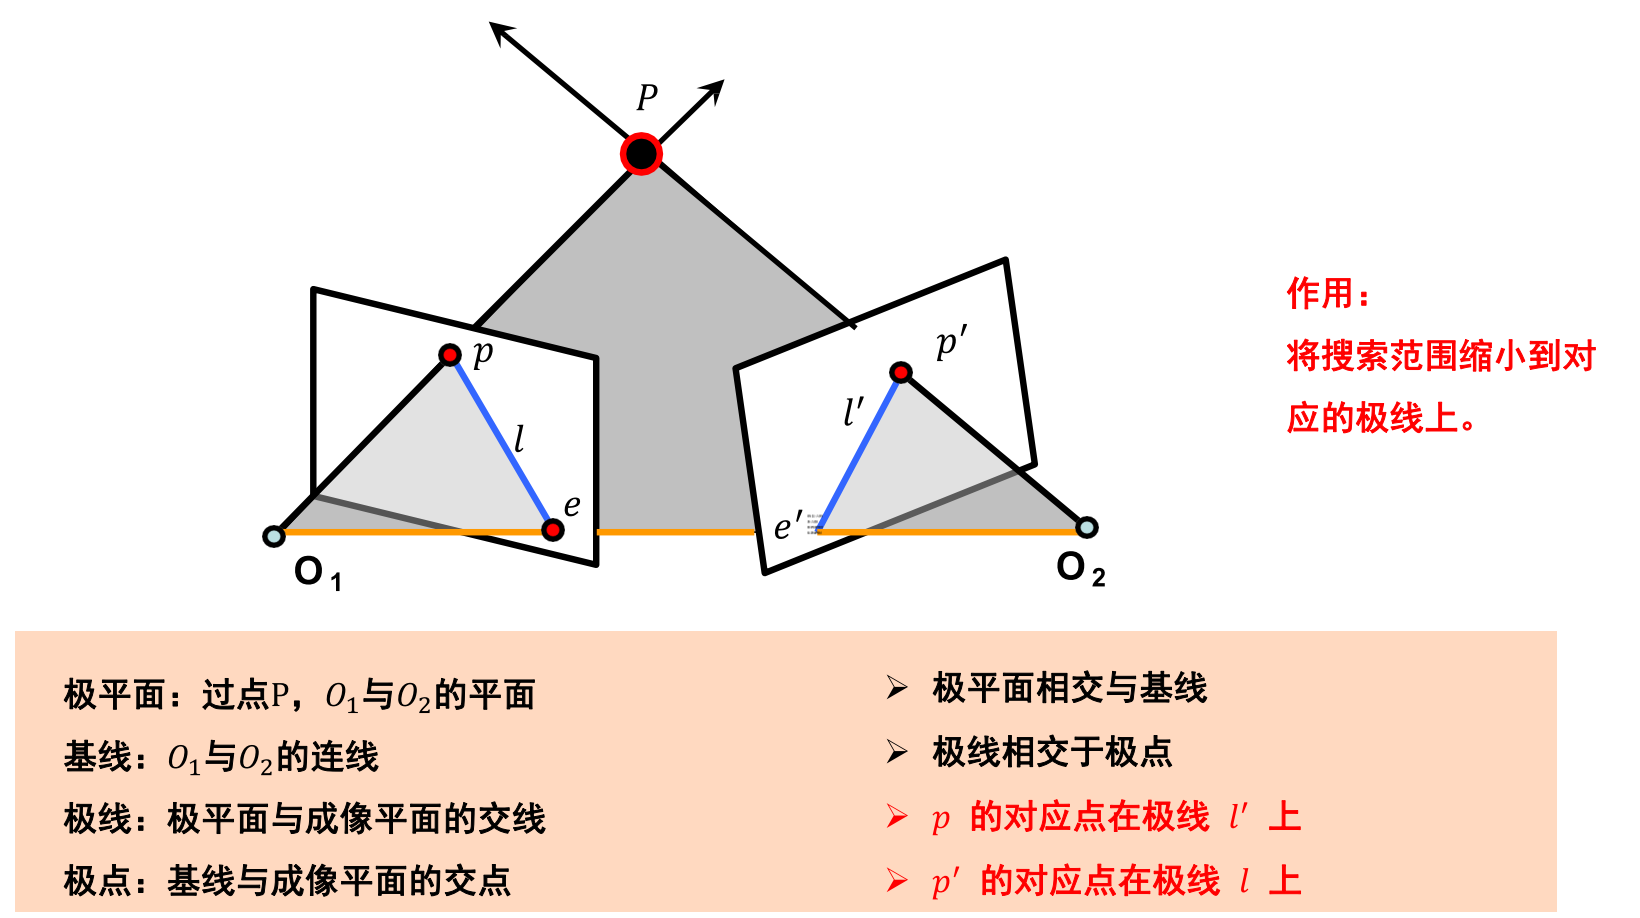 P
p
p′
l
l′
e
e′
O1
O2
作用：
将搜索范围缩小到对
应的极线上。
极平面：过点P，O1与O2的平面
基线：O1与O2的连线
极线：极平面与成像平面的交线
极点：基线与成像平面的交点
➢ 极平面相交与基线
➢ 极线相交于极点
➢ p 的对应点在极线 l′ 上
➢ p′ 的对应点在极线 l 上